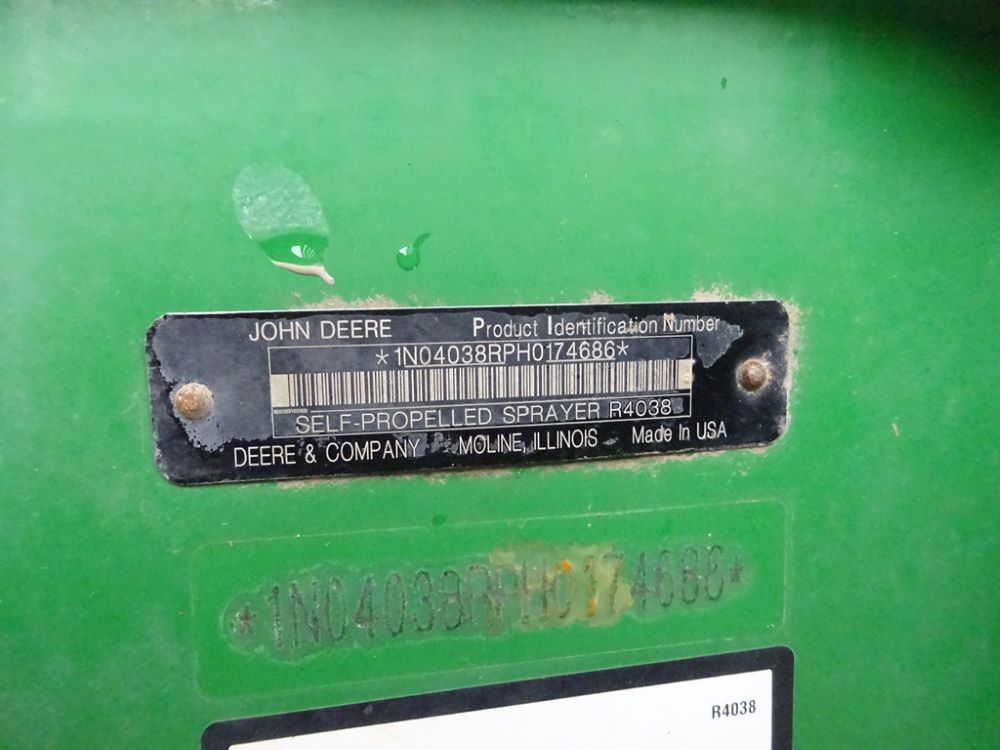 JOHN DEERE Product Identification Number
*1N04038RPH0174686*
SELF-PROPELLED SPRAYER R4038
DEERE & COMPANY MOLINE, ILLINOIS Made In USA
*1N04038RPH0174686*
R4038